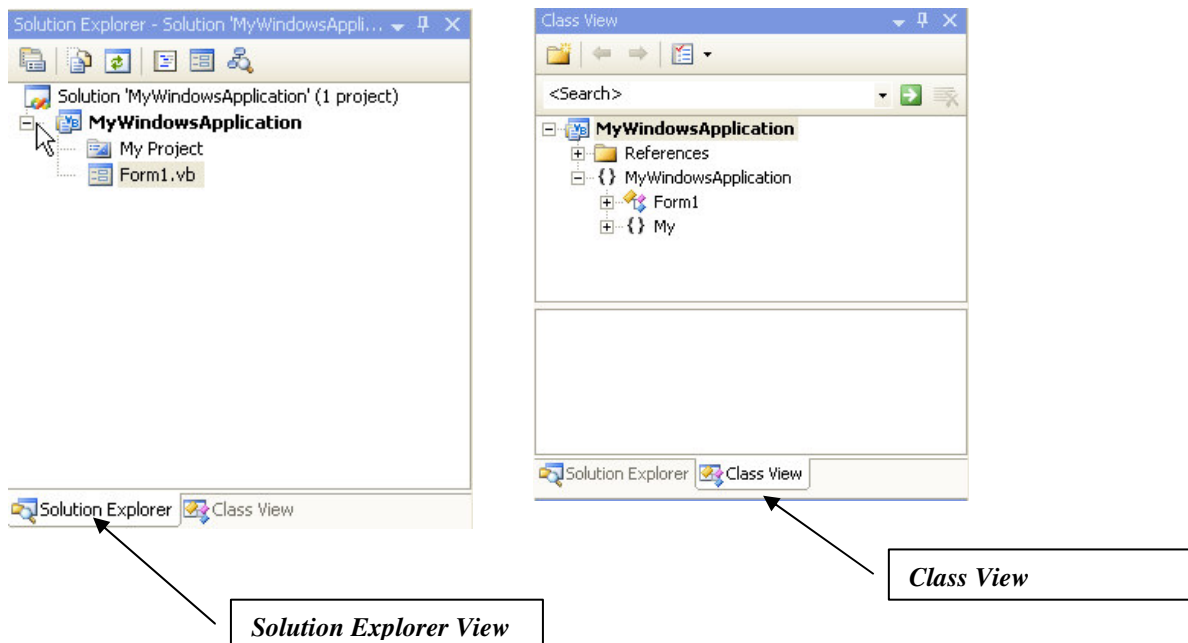 Solution Explorer - Solution 'MyWindowsAppli...
Solution 'MyWindowsApplication' (1 project)
MyWindowsApplication
My Project
Form1.vb
Solution Explorer Class View
Solution Explorer View
Class View
<Search>
MyWindowsApplication
References
{} MyWindowsApplication
Form1
{} My
Solution Explorer Class View
Class View